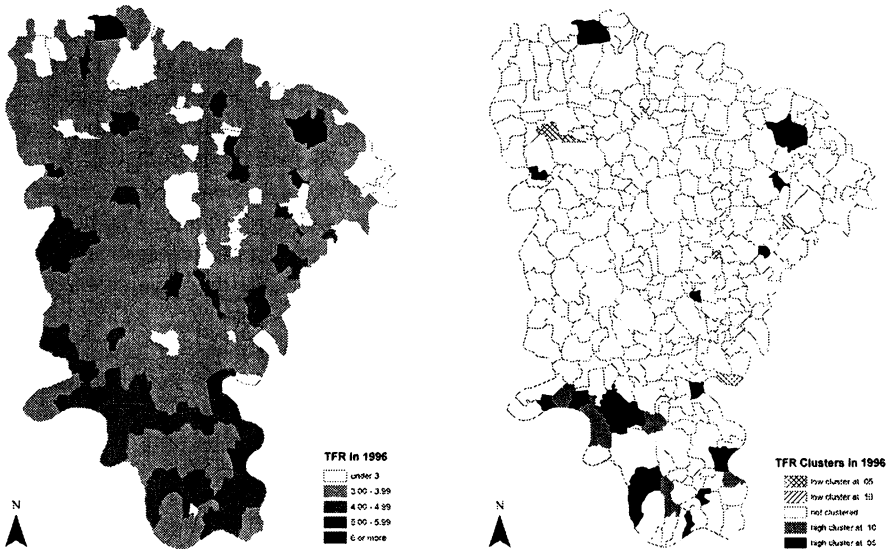 TFR in 1996
under 3
3.00 - 3.99
4.00 - 4.99
5.00 - 5.99
6 or more
N
TFR Clusters in 1996
low cluster at .05
low cluster at .10
not clustered
high cluster at .10
high cluster at .05
N